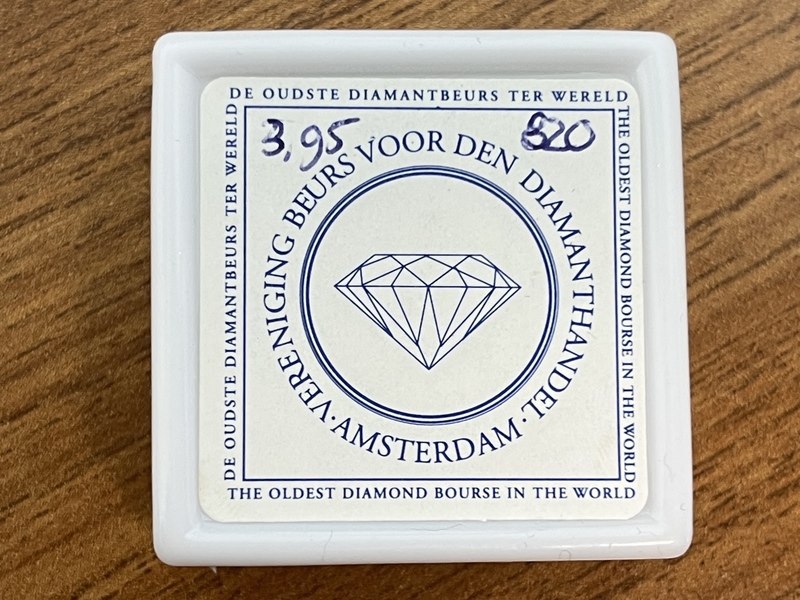 DE OUDSTE DIAMANTBEURS TER WERELD
THE OLDEST DIAMOND BOURSE IN THE WORLD
DE OUDSTE DIAMANTBEURS TER WERELD
3,95
820
VERENIGING BEURS VOOR DEN DIAMANTHANDEL
· AMSTERDAM ·
THE OLDEST DIAMOND BOURSE IN THE WORLD